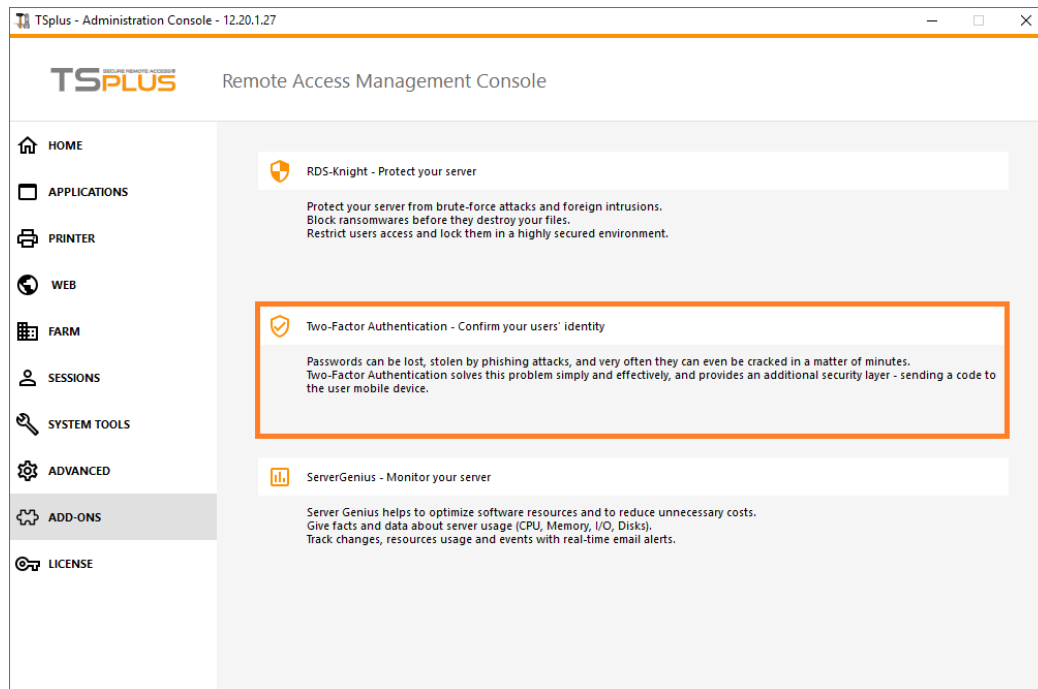 TSplus - Administration Console - 12.20.1.27
SECURE REMOTE ACCESS®
TSPLUS
Remote Access Management Console
HOME
APPLICATIONS
PRINTER
WEB
FARM
SESSIONS
SYSTEM TOOLS
ADVANCED
ADD-ONS
LICENSE
RDS-Knight - Protect your server
Protect your server from brute-force attacks and foreign intrusions.
Block ransomwares before they destroy your files.
Restrict users access and lock them in a highly secured environment.
Two-Factor Authentication - Confirm your users' identity
Passwords can be lost, stolen by phishing attacks, and very often they can even be cracked in a matter of minutes.
Two-Factor Authentication solves this problem simply and effectively, and provides an additional security layer - sending a code to
the user mobile device.
ServerGenius - Monitor your server
Server Genius helps to optimize software resources and to reduce unnecessary costs.
Give facts and data about server usage (CPU, Memory, I/O, Disks).
Track changes, resources usage and events with real-time email alerts.